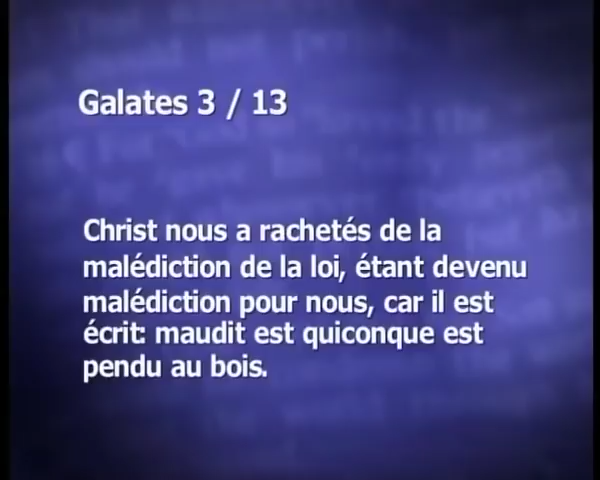 Galates 3 / 13
Christ nous a rachetés de la
malédiction de la loi, étant devenu
malédiction pour nous, car il est
écrit: maudit est quiconque est
pendu au bois.